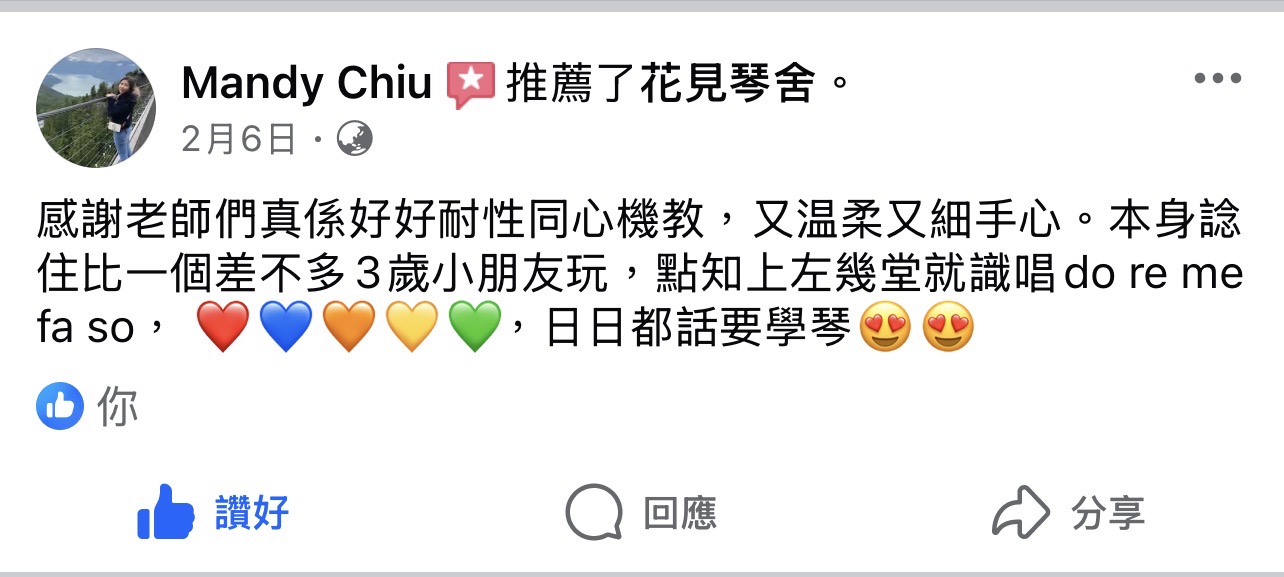 Mandy Chiu 推薦了花見琴舍。
2月6日 ·
感謝老師們真係好好耐性同心機教，又温柔又細手心。本身諗
住比一個差不多3歲小朋友玩，點知上左幾堂就識唱do re me
fa so， ❤️💙🧡💛💚，日日都話要學琴😍😍
你
讚好
回應
分享